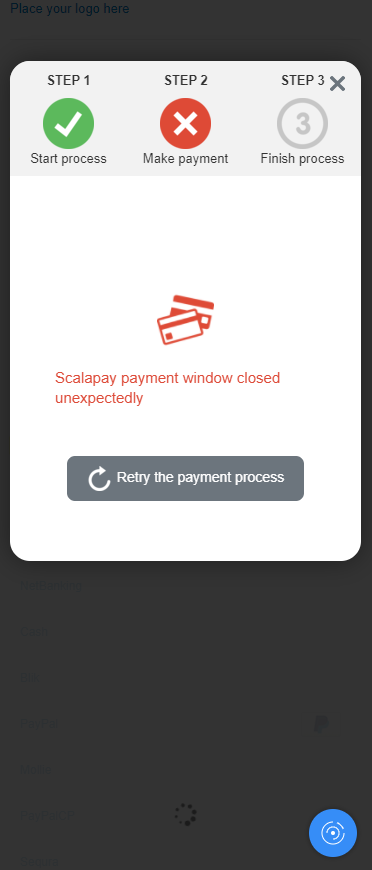 Place your logo here
STEP 1
STEP 2
STEP 3
3
Start process
Make payment
Finish process
Scalapay payment window closed
unexpectedly
Retry the payment process